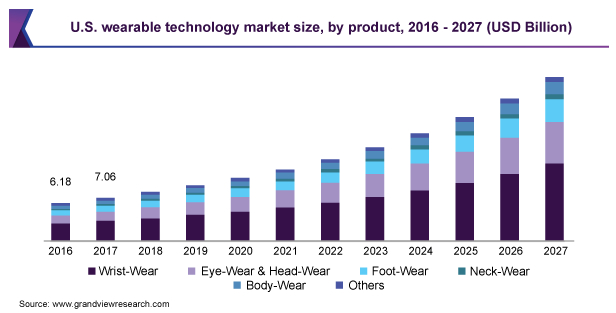 U.S. wearable technology market size, by product, 2016 - 2027 (USD Billion)
6.18
7.06
2016 2017 2018 2019 2020 2021 2022 2023 2024 2025 2026 2027
Wrist-Wear Eye-Wear & Head-Wear Foot-Wear Neck-Wear
Body-Wear Others
Source: www.grandviewresearch.com